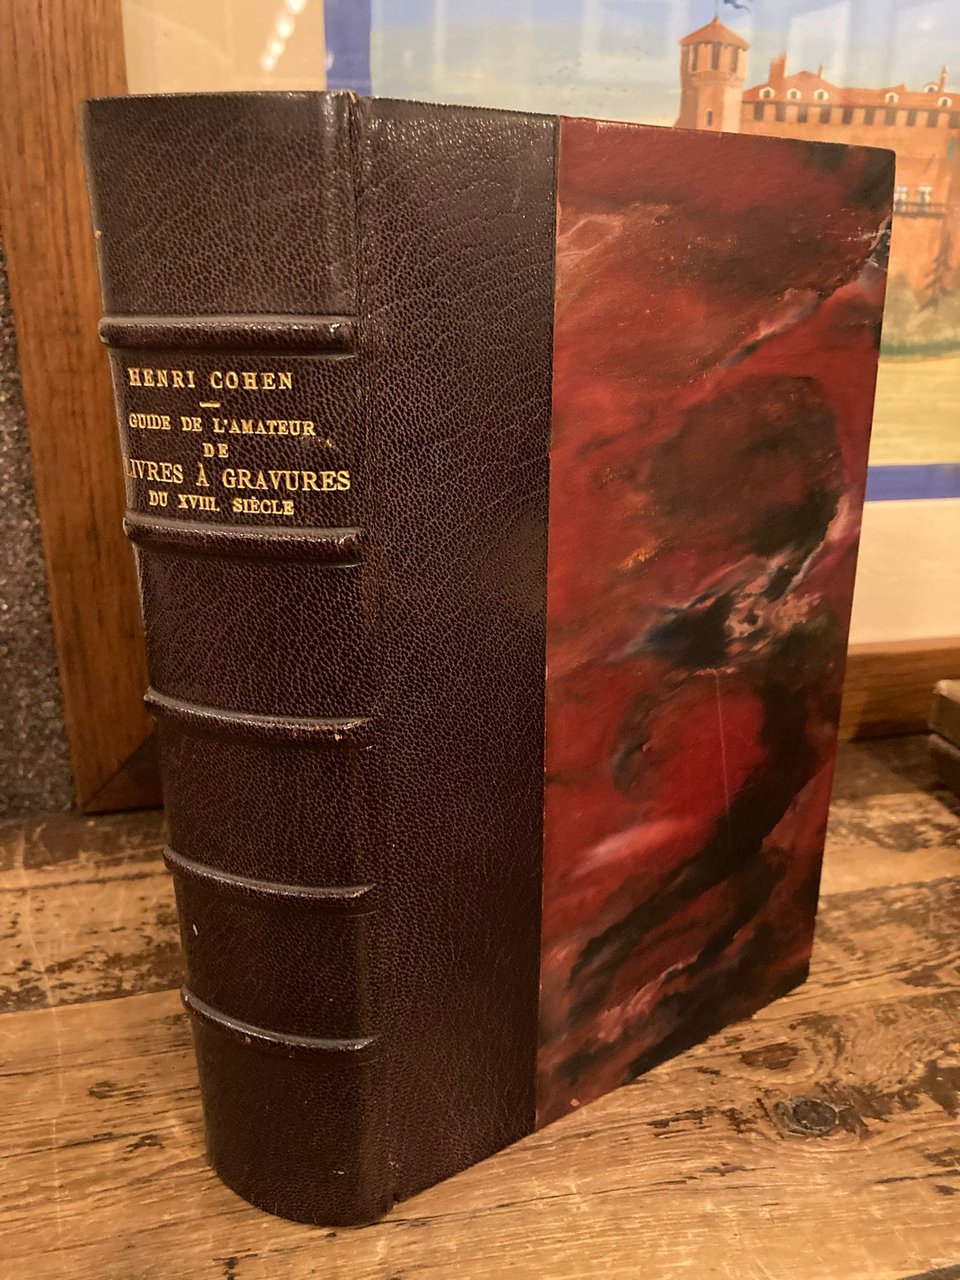 HENRI COHEN
GUIDE DE L'AMATEUR
DE
LIVRES À GRAVURES
DU XVIII. SIÈCLE